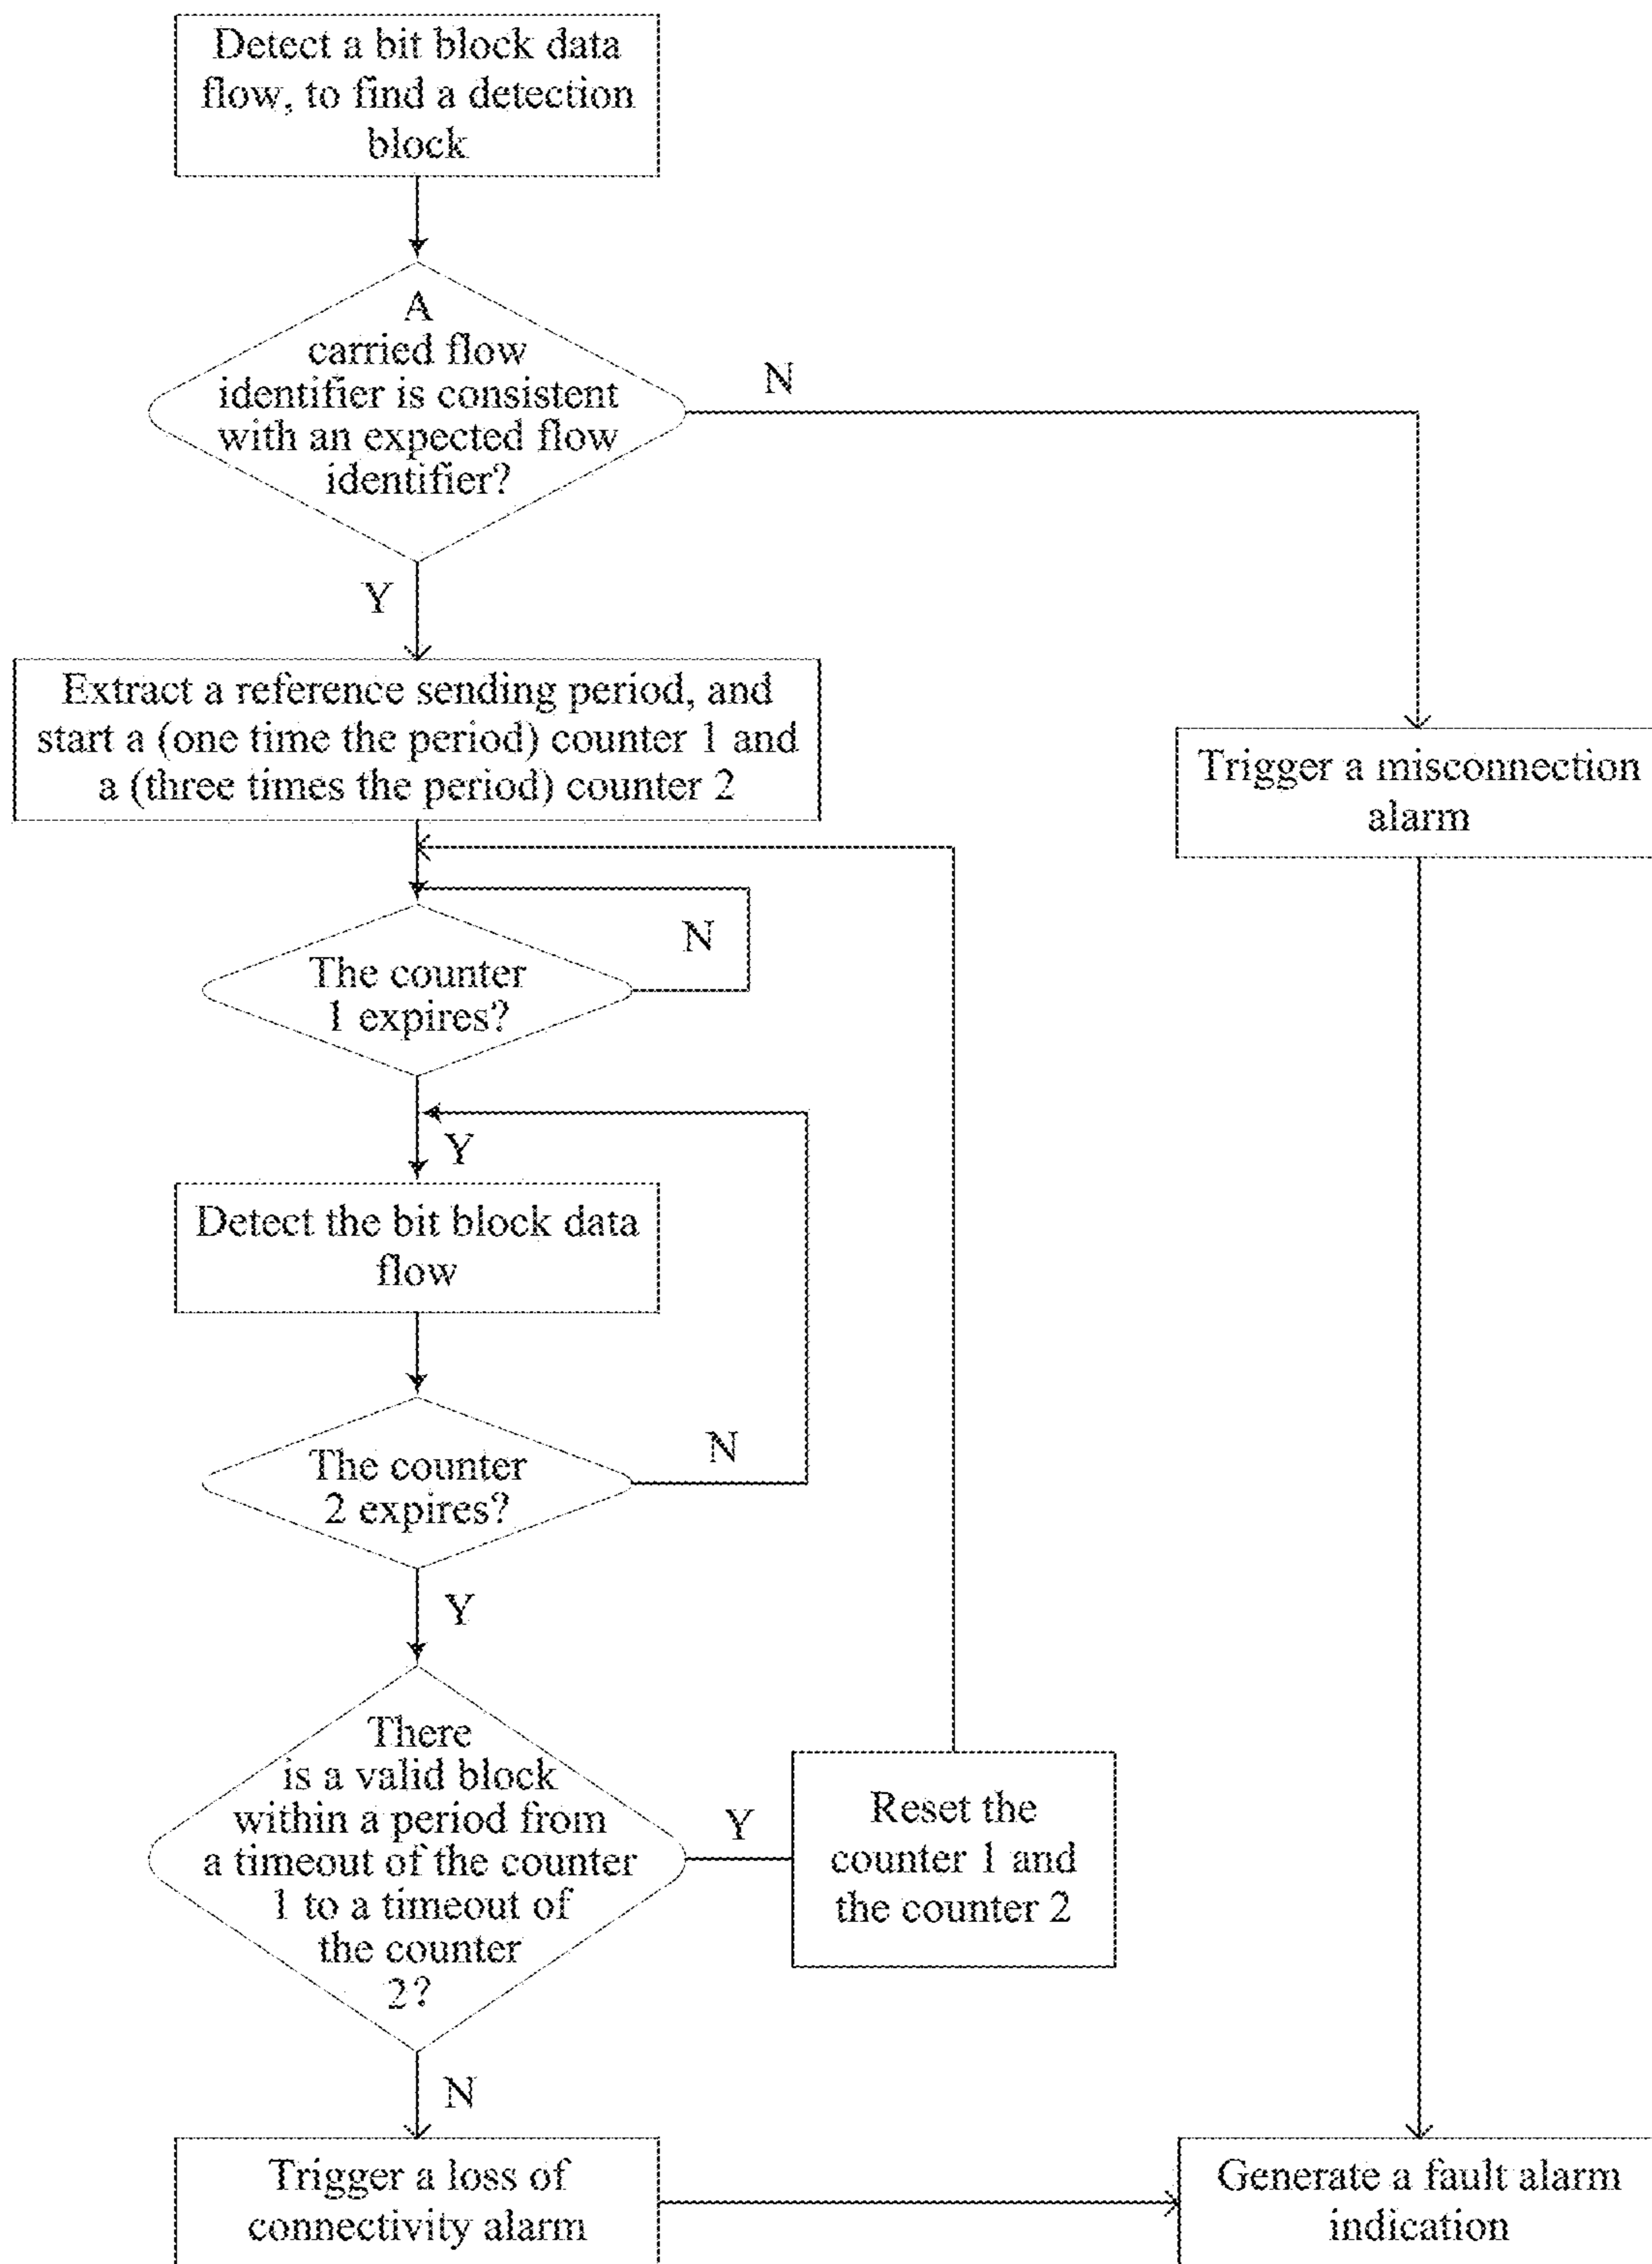 Detect a bit block data
flow, to find a detection
block
A
carried flow
identifier is consistent
with an expected flow
identifier?
N
Y
Extract a reference sending period, and
start a (one time the period) counter 1 and
a (three times the period) counter 2
Trigger a misconnection
alarm
N
The counter
1 expires?
Y
Detect the bit block data
flow
The counter
2 expires?
N
Y
There
is a valid block
within a period from
a timeout of the counter
1 to a timeout of
the counter
2?
Y
Reset the
counter 1 and
the counter 2
N
Trigger a loss of
connectivity alarm
Generate a fault alarm
indication